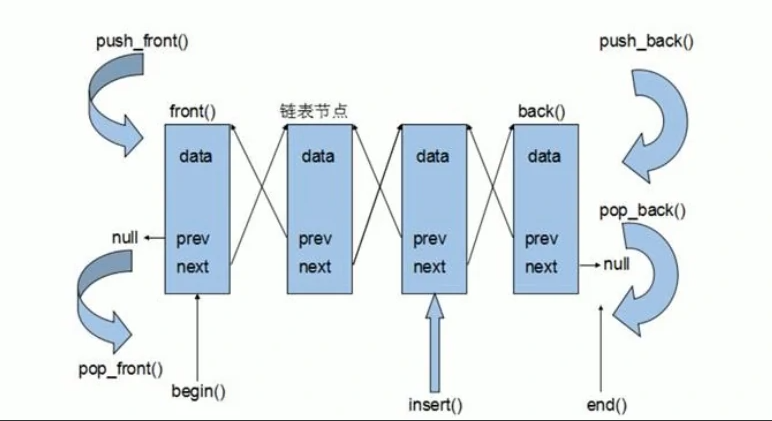 push_front()
push_back()
front()
链表节点
back()
data
data
data
data
pop_back()
null
prev
prev
prev
prev
next
next
next
next
null
pop_front()
begin()
insert()
end()